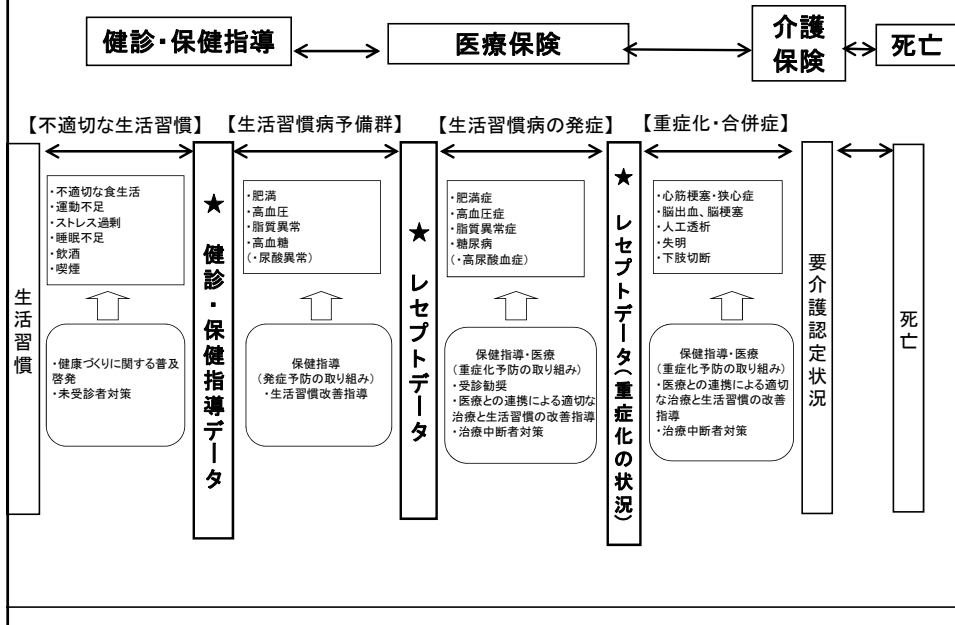 健診・保健指導
医療保険
介護
保険
死亡
【不適切な生活習慣】
【生活習慣病予備群】
【生活習慣病の発症】
【重症化・合併症】
生活習慣
・不適切な食生活
・運動不足
・ストレス過剰
・睡眠不足
・飲酒
・喫煙
・健康づくりに関する普及
啓発
・未受診者対策
★ 健診・保健指導データ
・肥満
・高血圧
・脂質異常
・高血糖
(・尿酸異常)
保健指導
(発症予防の取り組み)
・生活習慣改善指導
★ レセプトデータ
・肥満症
・高血圧症
・脂質異常症
・糖尿病
(・高尿酸血症)
保健指導・医療
(重症化予防の取り組み)
・受診勧奨
・医療との連携による適切な
治療と生活習慣の改善指導
・治療中断者対策
★ レセプトデータ(重症化の状況)
・心筋梗塞・狭心症
・脳出血、脳梗塞
・人工透析
・失明
・下肢切断
保健指導・医療
(重症化予防の取り組み)
・医療との連携による適切
な治療と生活習慣の改善
指導
・治療中断者対策
要介護認定状況
死亡